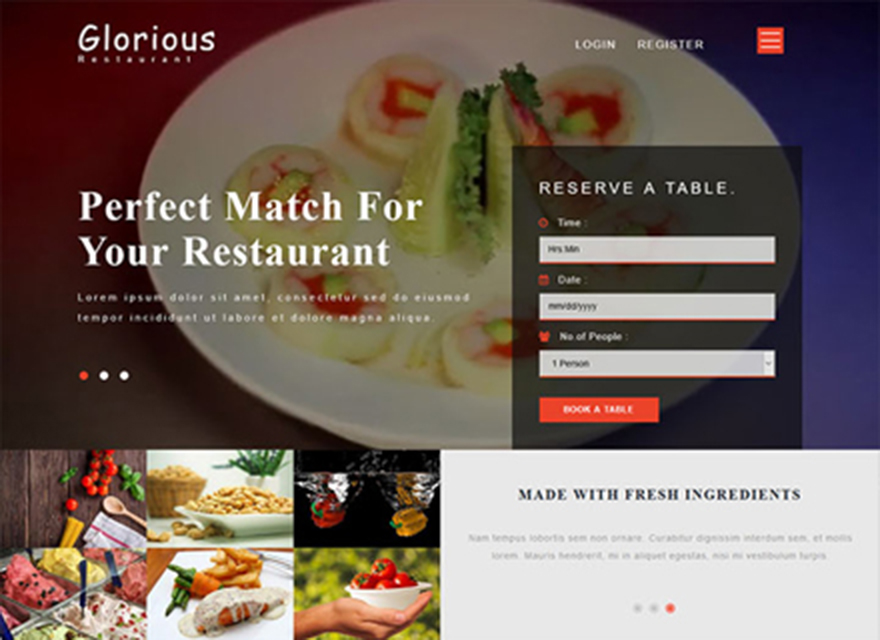 Glorious
Restaurant
LOGIN REGISTER
Perfect Match For
Your Restaurant
Lorem ipsum dolor sit amet, consectetur sed do eiusmod
tempor incididunt ut labore et dolore magna aliqua.
RESERVE A TABLE.
Time :
Hrs:Min
Date :
mm/dd/yyyy
No.of People :
1 Person
BOOK A TABLE
MADE WITH FRESH INGREDIENTS
Nam tempus lobortis sem non ornare. Curabitur dignissim interdum sem, et mollis
lorem. Mauris hendrerit, mi in aliquet egestas, nisi mi vestibulum turpis